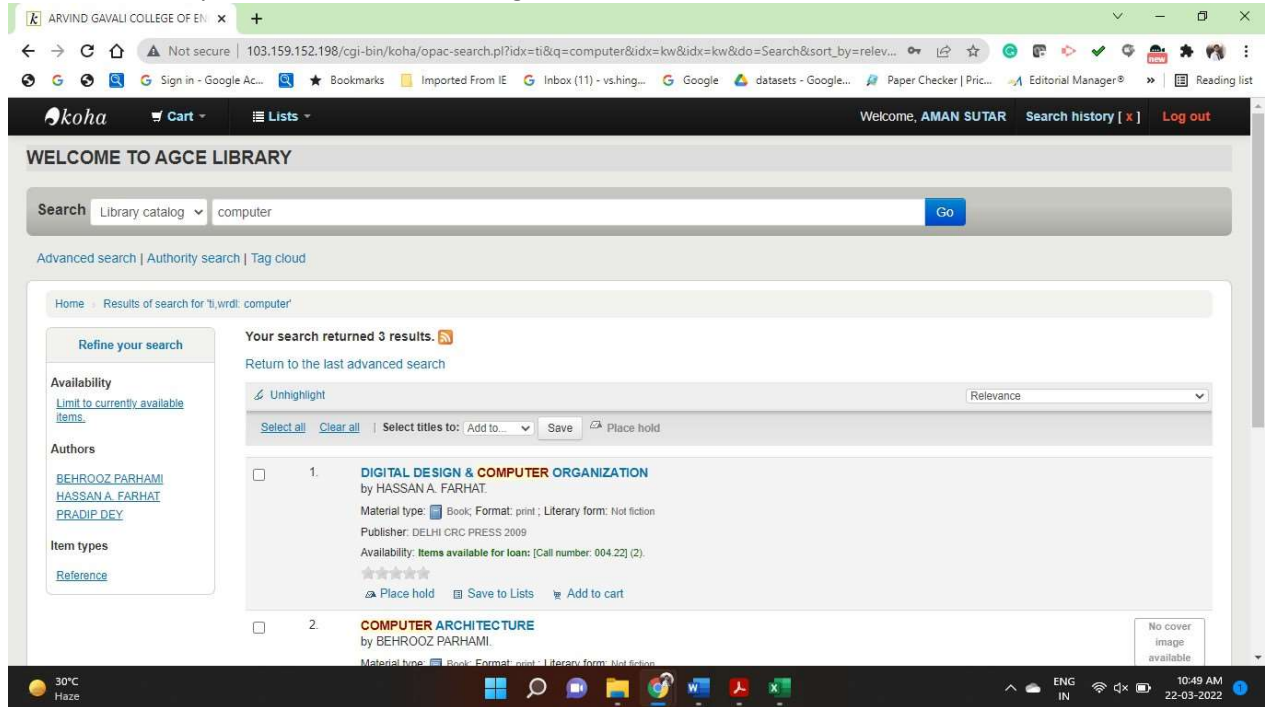 ARVIND GAVALI COLLEGE OF EN
Not secure | 103.159.152.198/cgi-bin/koha/opac-search.pl?idx=ti&q=computer&idx=kw&idx=kw&do=Search&sort_by=relev...
Sign in - Google Ac... Bookmarks Imported From IE Inbox (11) - vs.hing... Google datasets - Google... Paper Checker | Pric... Editorial Manager® » Reading list
koha Cart Lists Welcome, AMAN SUTAR Search history [ x ] Log out
WELCOME TO AGCE LIBRARY
Search Library catalog computer Go
Advanced search | Authority search | Tag cloud
Home Results of search for 'ti,wrdl: computer'
Refine your search
Availability
Limit to currently available
items.
Authors
BEHROOZ PARHAMI
HASSAN A. FARHAT
PRADIP DEY
Item types
Reference
Your search returned 3 results.
Return to the last advanced search
Unhighlight Relevance
Select all Clear all | Select titles to: Add to... Save Place hold
1. DIGITAL DESIGN & COMPUTER ORGANIZATION
by HASSAN A. FARHAT.
Material type: Book; Format: print ; Literary form: Not fiction
Publisher: DELHI CRC PRESS 2009
Availability: Items available for loan: [Call number: 004.22] (2).
Place hold Save to Lists Add to cart
2. COMPUTER ARCHITECTURE
by BEHROOZ PARHAMI.
Material type: Book; Format: print ; Literary form: Not fiction
No cover
image
available
30°C
Haze
ENG
IN
10:49 AM
22-03-2022